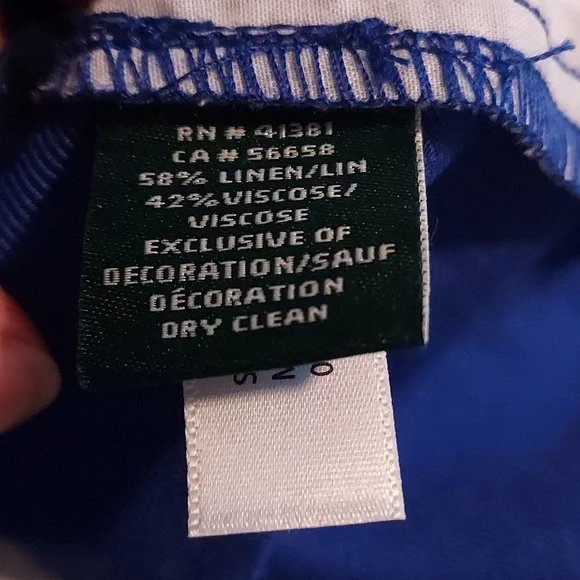 RN # 41381
CA # 56658
58% LINEN/LIN
42% VISCOSE/
VISCOSE
EXCLUSIVE OF
DECORATION/SAUF
DÉCORATION
DRY CLEAN